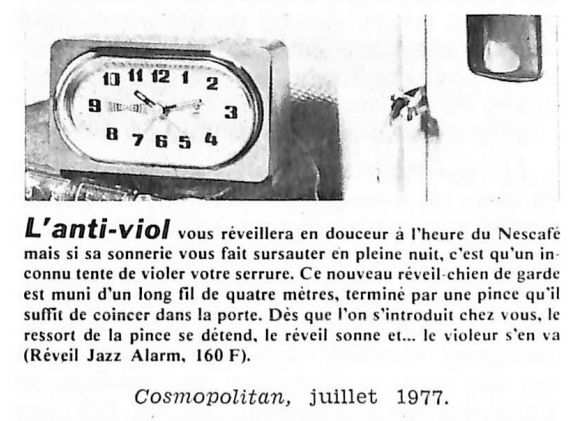 10 11 12 1 2
9 3
8 7 6 5 4
L'anti-viol vous réveillera en douceur à l'heure du Nescafé
mais si sa sonnerie vous fait sursauter en pleine nuit, c'est qu'un in-
connu tente de violer votre serrure. Ce nouveau réveil-chien de garde
est muni d'un long fil de quatre mètres, terminé par une pince qu'il
suffit de coincer dans la porte. Dès que l'on s'introduit chez vous, le
ressort de la pince se détend, le réveil sonne et... le violeur s'en va
(Réveil Jazz Alarm, 160 F).
Cosmopolitan, juillet 1977.